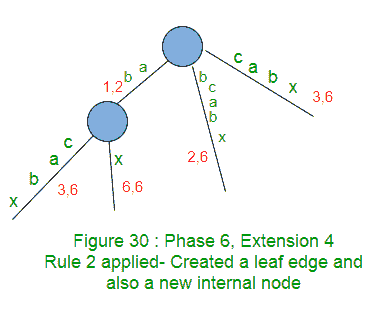 a
b
1,2
b
c
a
b
x
2,6
c a b x
3,6
c
a
b
x
3,6
x
6,6
Figure 30 : Phase 6, Extension 4
Rule 2 applied- Created a leaf edge and
also a new internal node